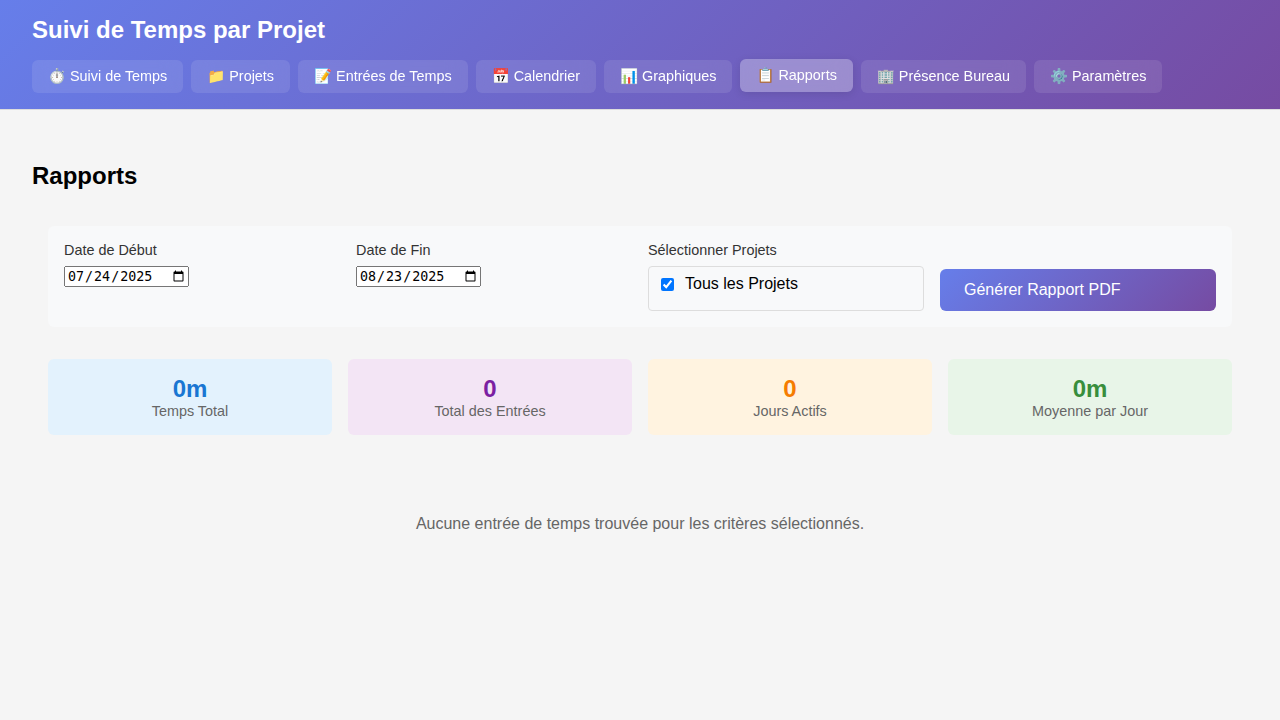 Suivi de Temps par Projet
⏱️ Suivi de Temps
📁 Projets
📝 Entrées de Temps
📅 Calendrier
📊 Graphiques
📋 Rapports
🏢 Présence Bureau
⚙️ Paramètres
Rapports
Date de Début
07/24/2025
Date de Fin
08/23/2025
Sélectionner Projets
Tous les Projets
Générer Rapport PDF
0m
Temps Total
0
Total des Entrées
0
Jours Actifs
0m
Moyenne par Jour
Aucune entrée de temps trouvée pour les critères sélectionnés.